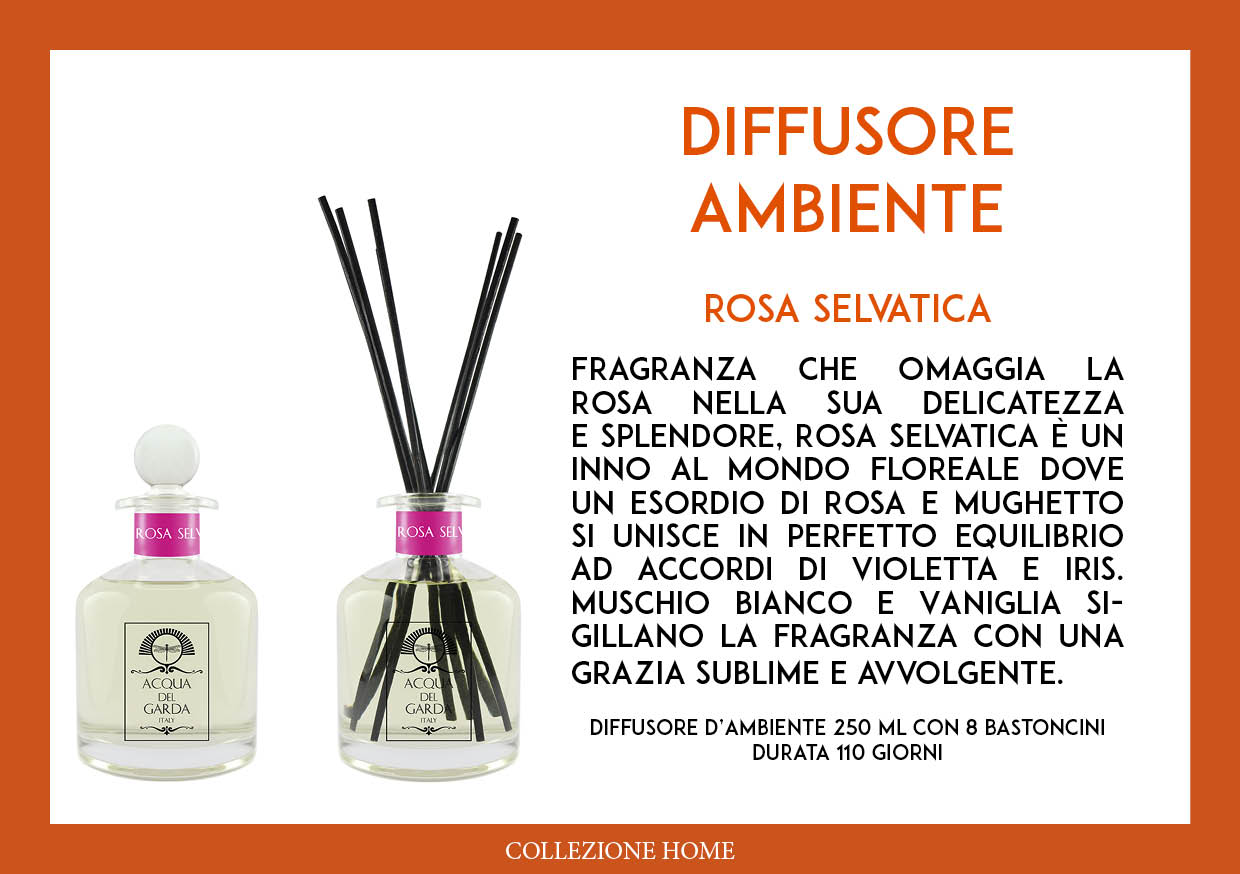 DIFFUSORE
AMBIENTE
ROSA SELVATICA
FRAGRANZA CHE OMAGGIA LA
ROSA NELLA SUA DELICATEZZA
E SPLENDORE, ROSA SELVATICA È UN
INNO AL MONDO FLOREALE DOVE
UN ESORDIO DI ROSA E MUGHETTO
SI UNISCE IN PERFETTO EQUILIBRIO
AD ACCORDI DI VIOLETTA E IRIS.
MUSCHIO BIANCO E VANIGLIA SI-
GILLANO LA FRAGRANZA CON UNA
GRAZIA SUBLIME E AVVOLGENTE.
DIFFUSORE D'AMBIENTE 250 ML CON 8 BASTONCINI
DURATA 110 GIORNI
ROSA SELV
ACQUA
DEL
GARDA
ITALY
ROSA SELV
ACQUA
DEL
GARDA
ITALY
COLLEZIONE HOME